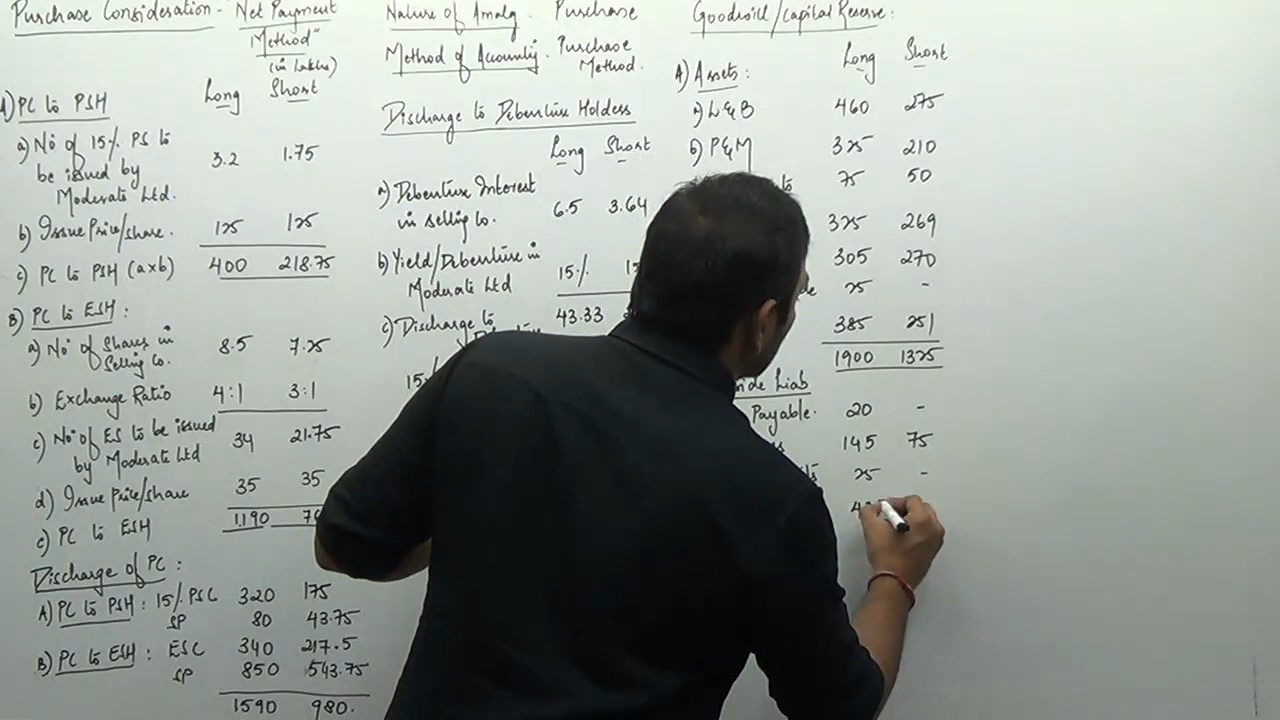 Purchase Consideration - "Net Payment
Method"
(in Lakhs)
Long Short
A) PC to PSH
a) No of 15% PS to
be issued by
Moderate Ltd.
3.2 1.75
b) Issue Price/share. 125 125
c) PC to PSH (axb) 400 218.75
B) PC to ESH :
a) No of Shares in
Selling Co.
8.5 7.25
b) Exchange Ratio 4:1 3:1
c) No of ES to be issued
by Moderate Ltd
34 21.75
d) Issue Price/share 35 35
e) PC to ESH 1190
Discharge of PC :
A) PC to PSH : 15% PSC 320 175
SP 80 43.75
B) PC to ESH : ESC 340 217.5
SP 850 543.75
1590 980.
Nature of Amalg. Purchase
Method of Accounting. Purchase
Method.
Discharge to Debenture Holders
Long Short
a) Debenture Interest
in selling Co.
6.5 3.64
b) Yield/Debenture in
Moderate Ltd
15%
c) Discharge to
43.33
Goodwill/Capital Reserve :
Long Short
A) Assets :
a) L&B 460 275
b) P&M 325 210
75 50
325 269
305 270
25 -
385 251
1900 1325
Liab
Payable. 20 -
145 75
25 -